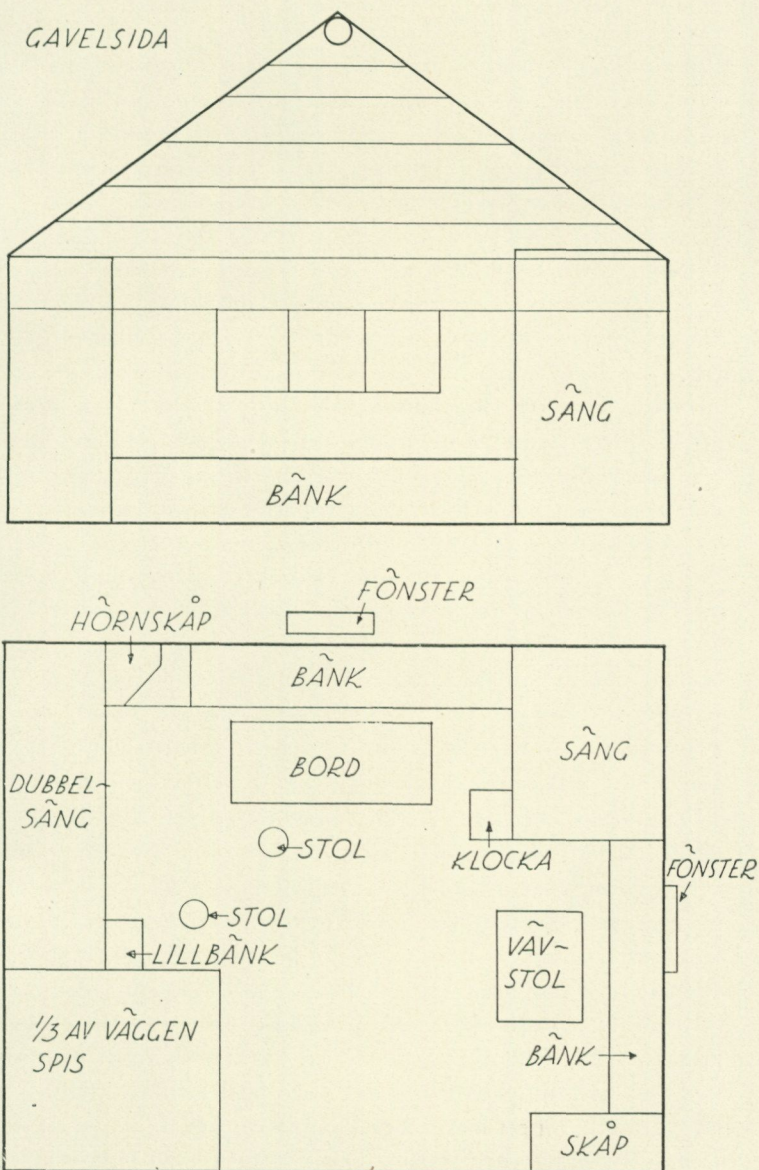 GAVELSIDA
SÄNG
BÄNK
FÖNSTER
HÖRNSKÅP
BÄNK
SÄNG
BORD
DUBBEL-
SÄNG
STOL
KLOCKA
FÖNSTER
STOL
VÄV-
STOL
LILLBÄNK
1/3 AV VÄGGEN
SPIS
BÄNK
SKÅP